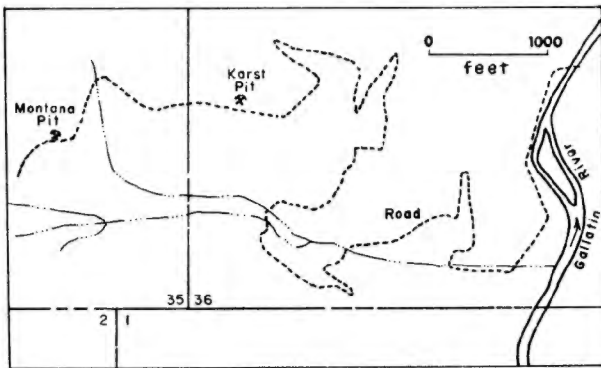 0 1000
feet
Karst
Pit
Montana
Pit
River
Road
Gallatin
35 36
2 1